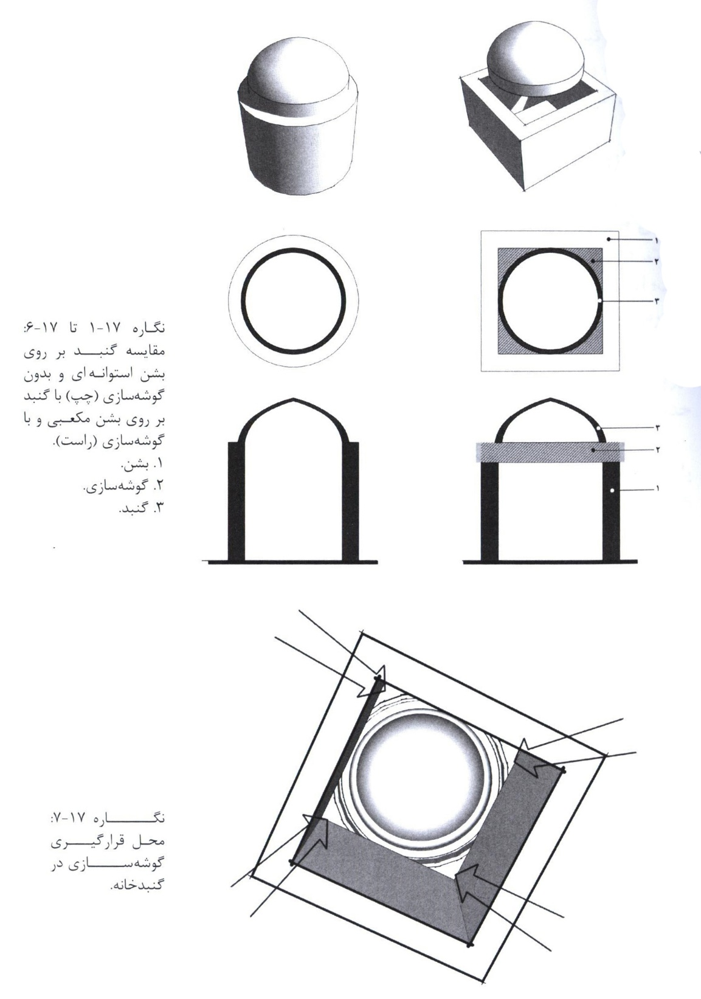 ۱
۲
۳
۳
۲
۱
نگاره ۱۷-۱ تا ۱۷-۶:
مقایسه گنبد بر روی
بشن استوانه‌ای و بدون
گوشه‌سازی (چپ) با گنبد
بر روی بشن مکعبی و با
گوشه‌سازی (راست).
۱. بشن.
۲. گوشه‌سازی.
۳. گنبد.
نگاره ۱۷-۷:
محل قرارگیری
گوشه‌سازی در
گنبدخانه.